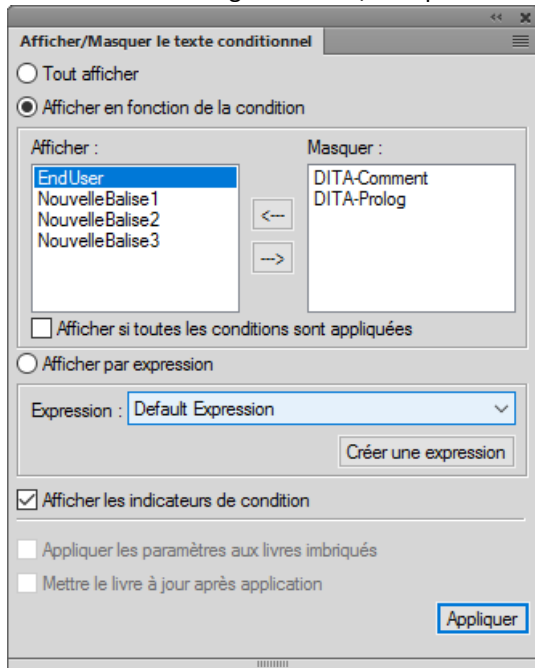 Afficher/Masquer le texte conditionnel
Tout afficher
Afficher en fonction de la condition
Afficher : Masquer :
EndUser DITA-Comment
NouvelleBalise1 DITA-Prolog
NouvelleBalise2 <---
NouvelleBalise3 --->
Afficher si toutes les conditions sont appliquées
Afficher par expression
Expression : Default Expression
Créer une expression
Afficher les indicateurs de condition
Appliquer les paramètres aux livres imbriqués
Mettre le livre à jour après application
Appliquer